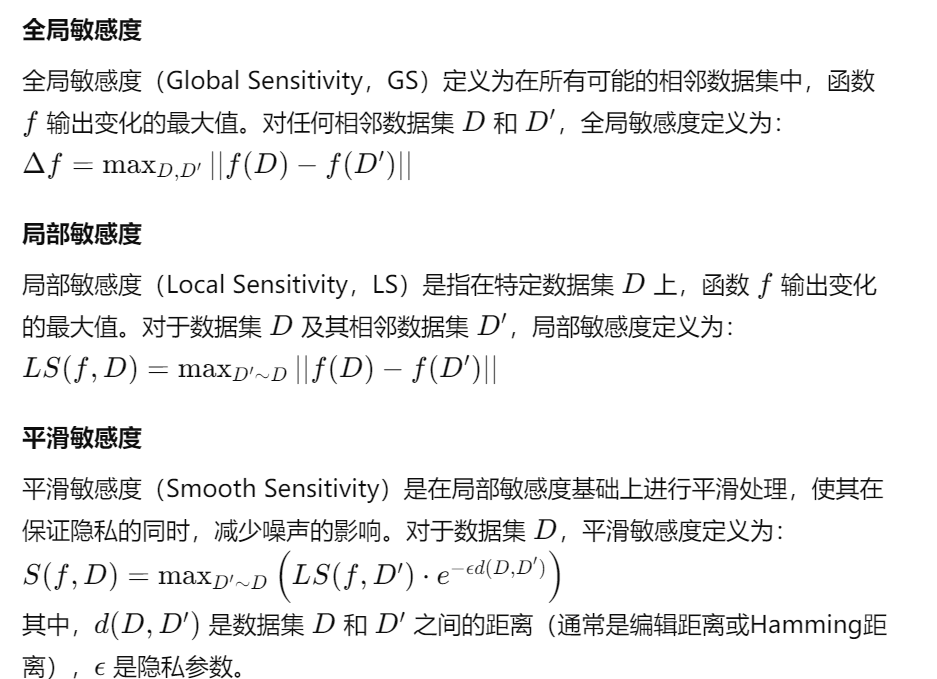 全局敏感度
全局敏感度（Global Sensitivity，GS）定义为在所有可能的相邻数据集中，函数
f 输出变化的最大值。对任何相邻数据集 D 和 D′，全局敏感度定义为：
Δf = max_{D,D′} ||f(D) − f(D′)||
局部敏感度
局部敏感度（Local Sensitivity，LS）是指在特定数据集 D 上，函数 f 输出变化
的最大值。对于数据集 D 及其相邻数据集 D′，局部敏感度定义为：
LS(f, D) = max_{D′∼D} ||f(D) − f(D′)||
平滑敏感度
平滑敏感度（Smooth Sensitivity）是在局部敏感度基础上进行平滑处理，使其在
保证隐私的同时，减少噪声的影响。对于数据集 D，平滑敏感度定义为：
S(f, D) = max_{D′∼D} (LS(f, D′) · e^{−ϵd(D,D′)})
其中，d(D, D′) 是数据集 D 和 D′ 之间的距离（通常是编辑距离或Hamming距
离），ϵ 是隐私参数。